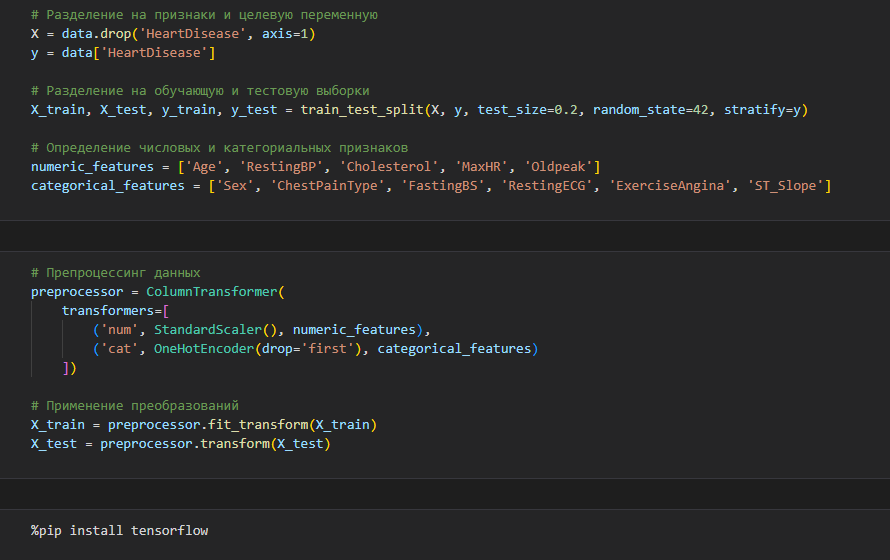 # Разделение на признаки и целевую переменную
X = data.drop('HeartDisease', axis=1)
y = data['HeartDisease']
# Разделение на обучающую и тестовую выборки
X_train, X_test, y_train, y_test = train_test_split(X, y, test_size=0.2, random_state=42, stratify=y)
# Определение числовых и категориальных признаков
numeric_features = ['Age', 'RestingBP', 'Cholesterol', 'MaxHR', 'Oldpeak']
categorical_features = ['Sex', 'ChestPainType', 'FastingBS', 'RestingECG', 'ExerciseAngina', 'ST_Slope']
# Препроцессинг данных
preprocessor = ColumnTransformer(
    transformers=[
        ('num', StandardScaler(), numeric_features),
        ('cat', OneHotEncoder(drop='first'), categorical_features)
    ])
# Применение преобразований
X_train = preprocessor.fit_transform(X_train)
X_test = preprocessor.transform(X_test)
%pip install tensorflow